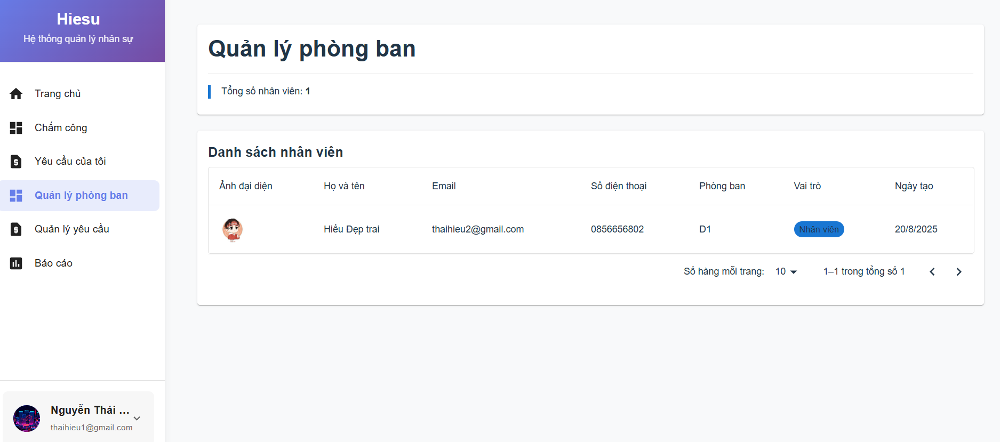 Hiesu
Hệ thống quản lý nhân sự
Trang chủ
Chấm công
Yêu cầu của tôi
Quản lý phòng ban
Quản lý yêu cầu
Báo cáo
Nguyễn Thái ...
thaihieu1@gmail.com
Quản lý phòng ban
Tổng số nhân viên: 1
Danh sách nhân viên
Ảnh đại diện Họ và tên Email Số điện thoại Phòng ban Vai trò Ngày tạo
Hiếu Đẹp trai thaihieu2@gmail.com 0856656802 D1 Nhân viên 20/8/2025
Số hàng mỗi trang: 10 1–1 trong tổng số 1